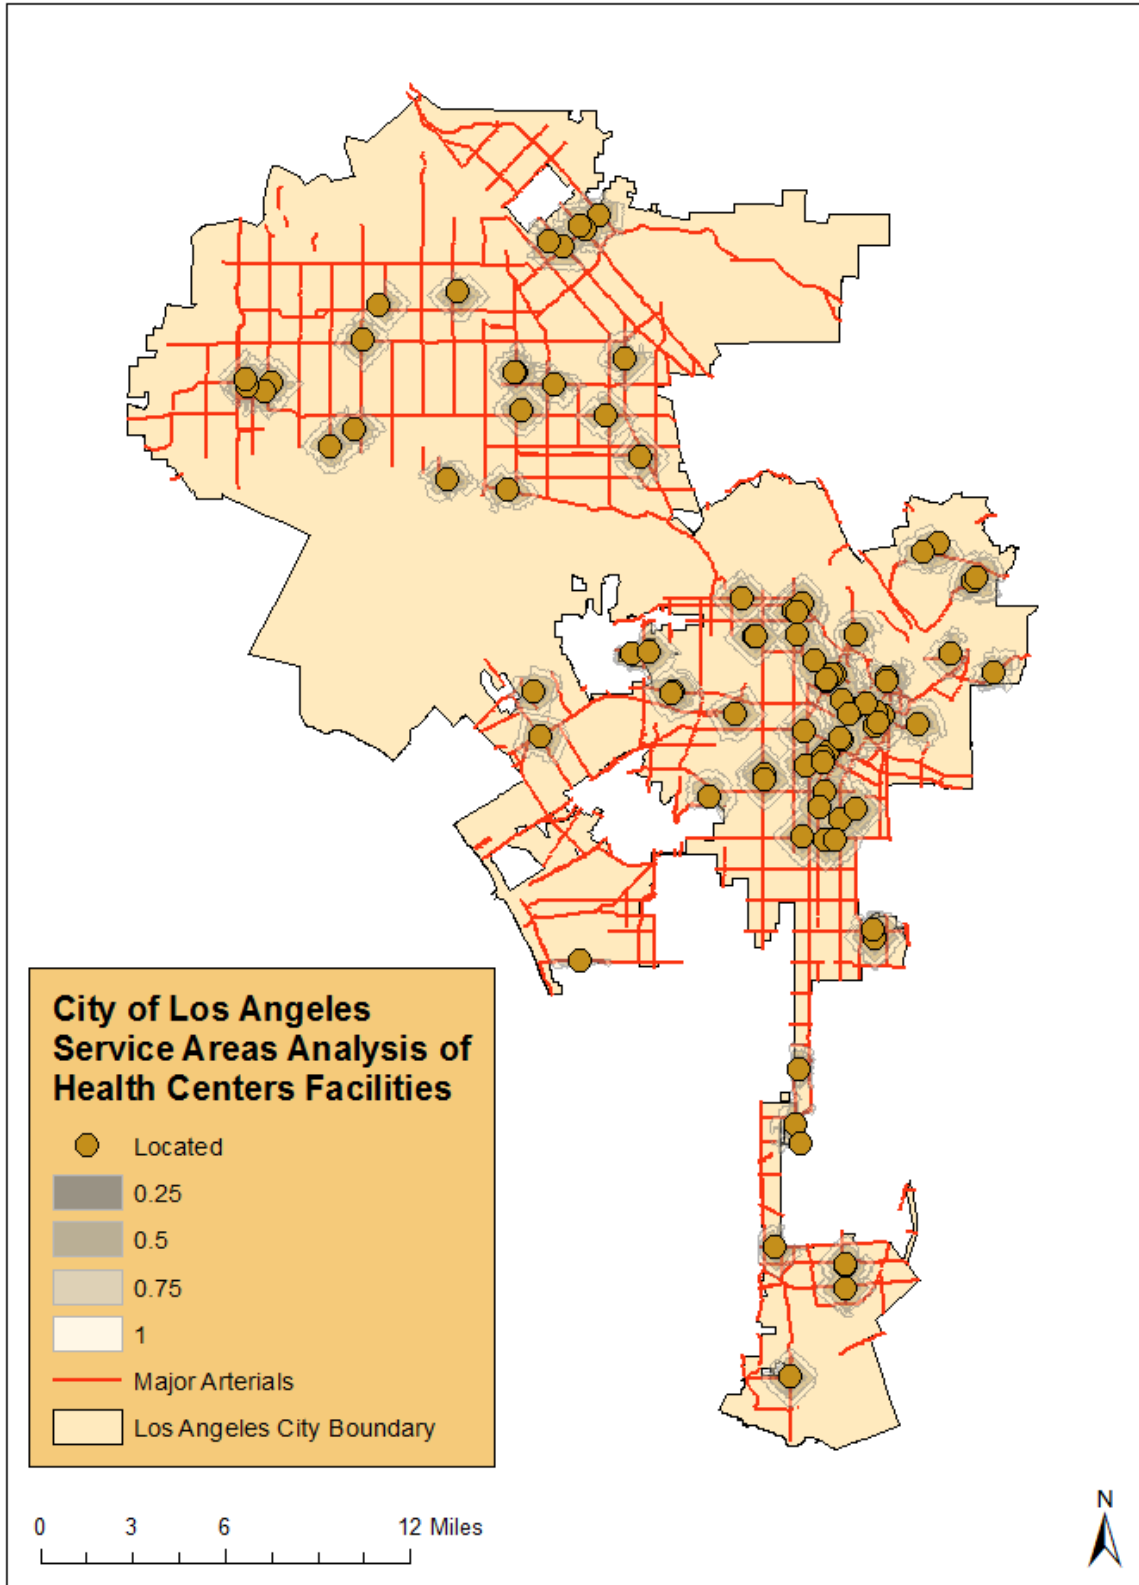 City of Los Angeles
Service Areas Analysis of
Health Centers Facilities
Located
0.25
0.5
0.75
1
Major Arterials
Los Angeles City Boundary
0 3 6 12 Miles
N